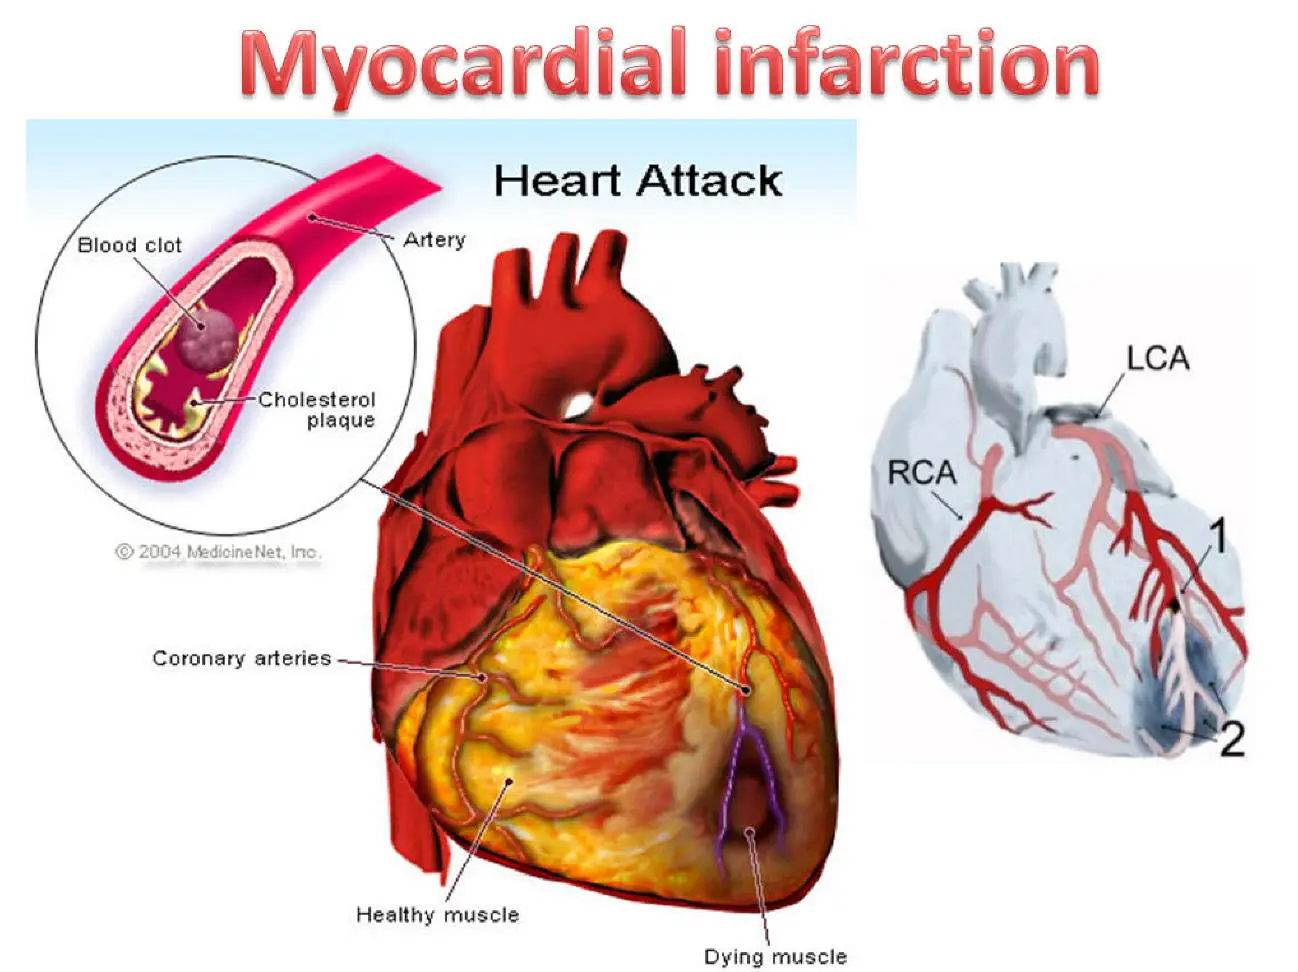 Myocardial infarction
Heart Attack
Blood clot
Artery
Cholesterol
plaque
© 2004 MedicineNet, Inc.
Coronary arteries
Healthy muscle
Dying muscle
LCA
RCA
1
2